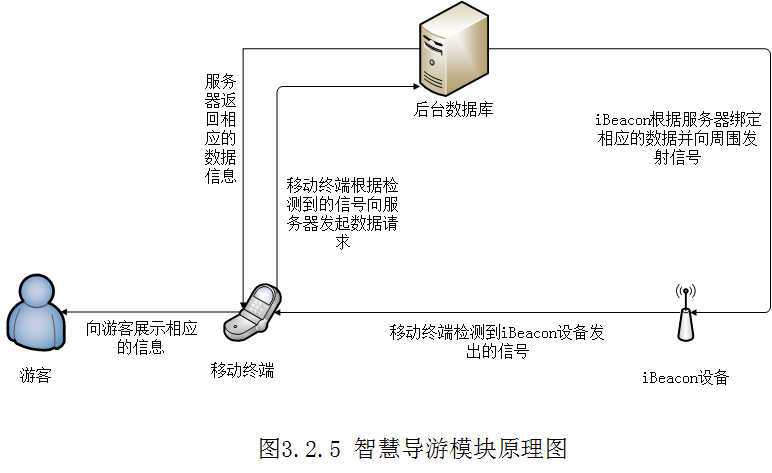 服务
器返
回相
应的
数据
信息
后台数据库
iBeacon根据服务器绑定
相应的数据并向周围发
射信号
移动终端根据检
测到的信号向服
务器发起数据请
求
向游客展示相应
的信息
移动终端检测到iBeacon设备发
出的信号
游客
移动终端
iBeacon设备
图3.2.5 智慧导游模块原理图